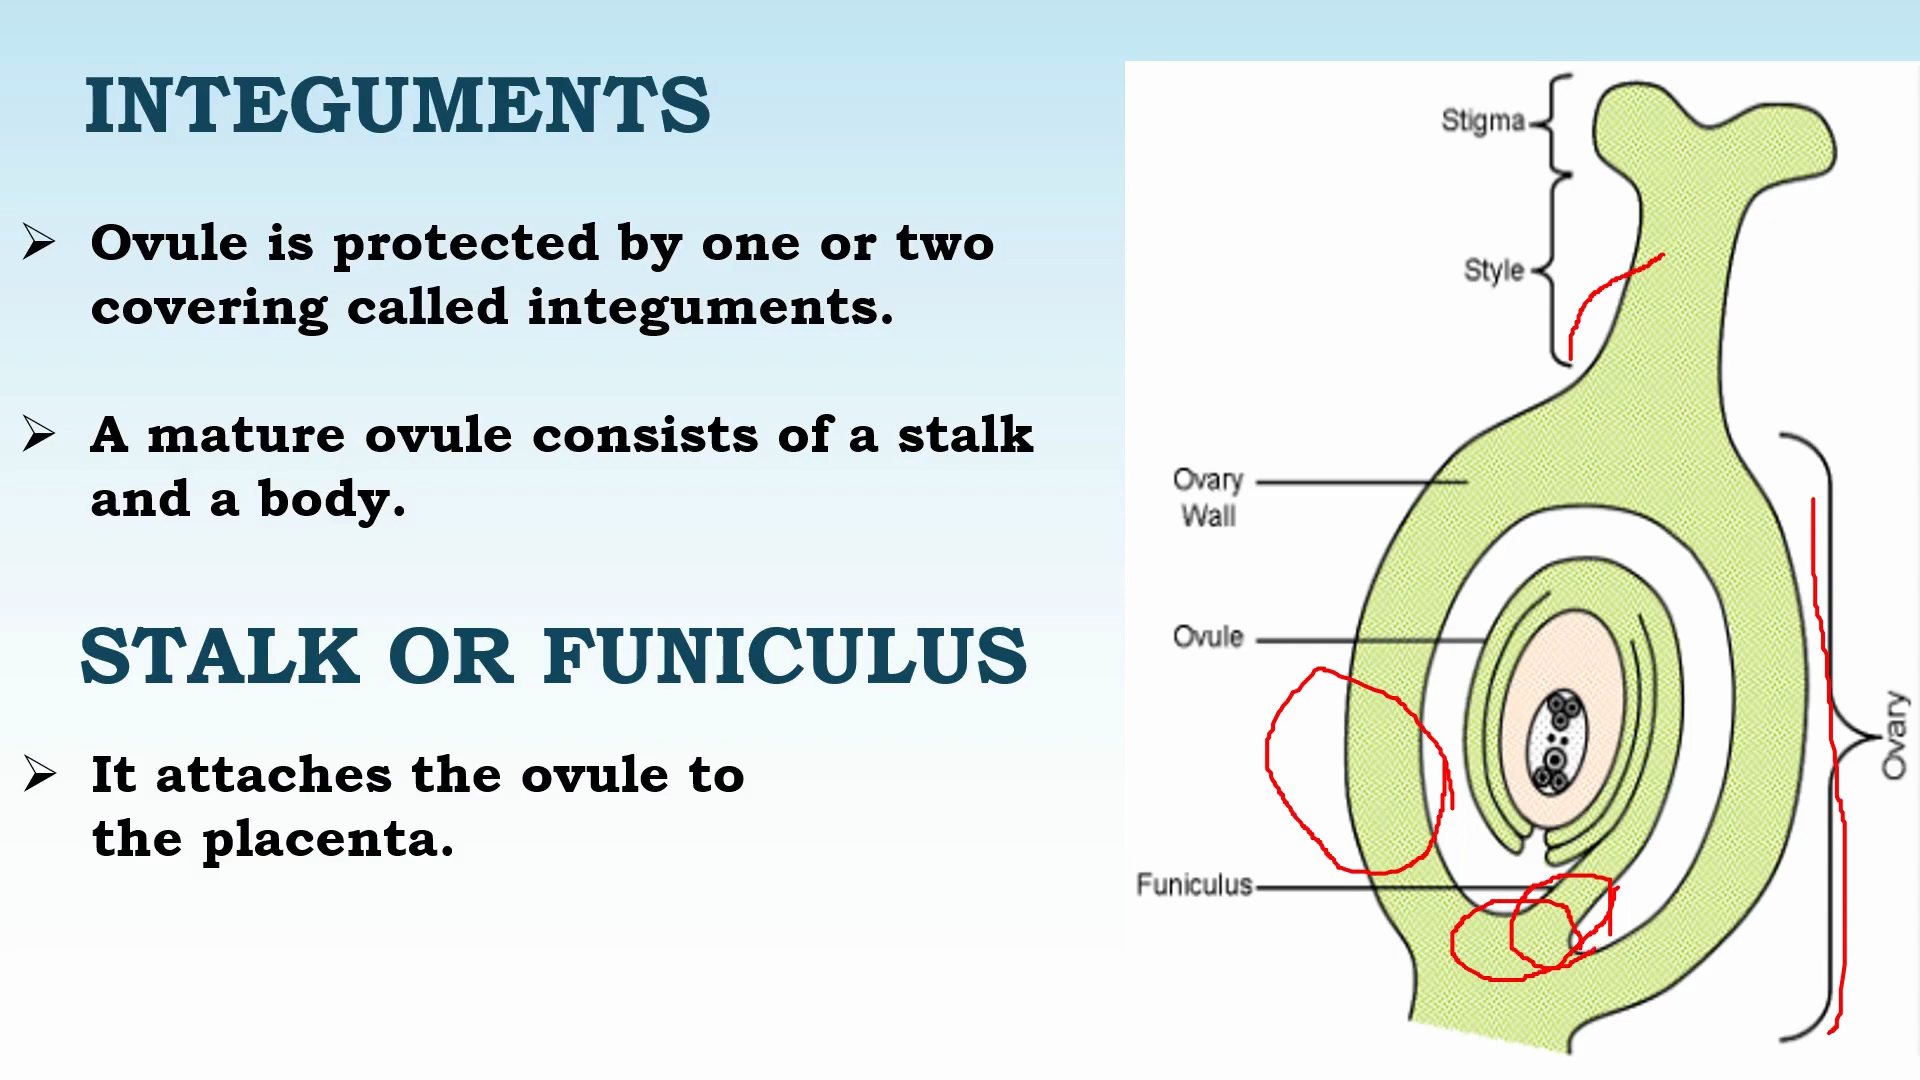 INTEGUMENTS
➢ Ovule is protected by one or two
covering called integuments.
➢ A mature ovule consists of a stalk
and a body.
STALK OR FUNICULUS
➢ It attaches the ovule to
the placenta.
Stigma
Style
Ovary
Wall
Ovule
Funiculus
Ovary